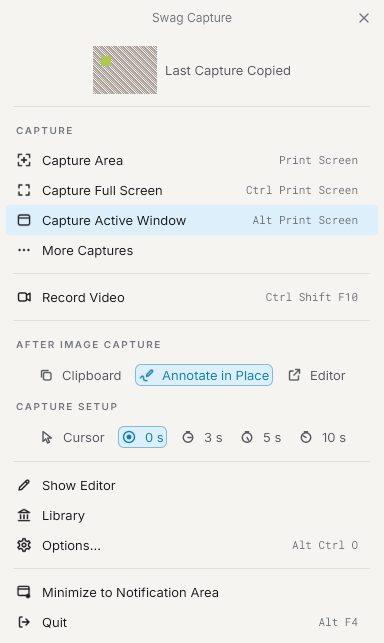 Swag Capture
Last Capture Copied
CAPTURE
Capture Area Print Screen
Capture Full Screen Ctrl Print Screen
Capture Active Window Alt Print Screen
More Captures
Record Video Ctrl Shift F10
AFTER IMAGE CAPTURE
Clipboard Annotate in Place Editor
CAPTURE SETUP
Cursor 0 s 3 s 5 s 10 s
Show Editor
Library
Options... Alt Ctrl O
Minimize to Notification Area
Quit Alt F4